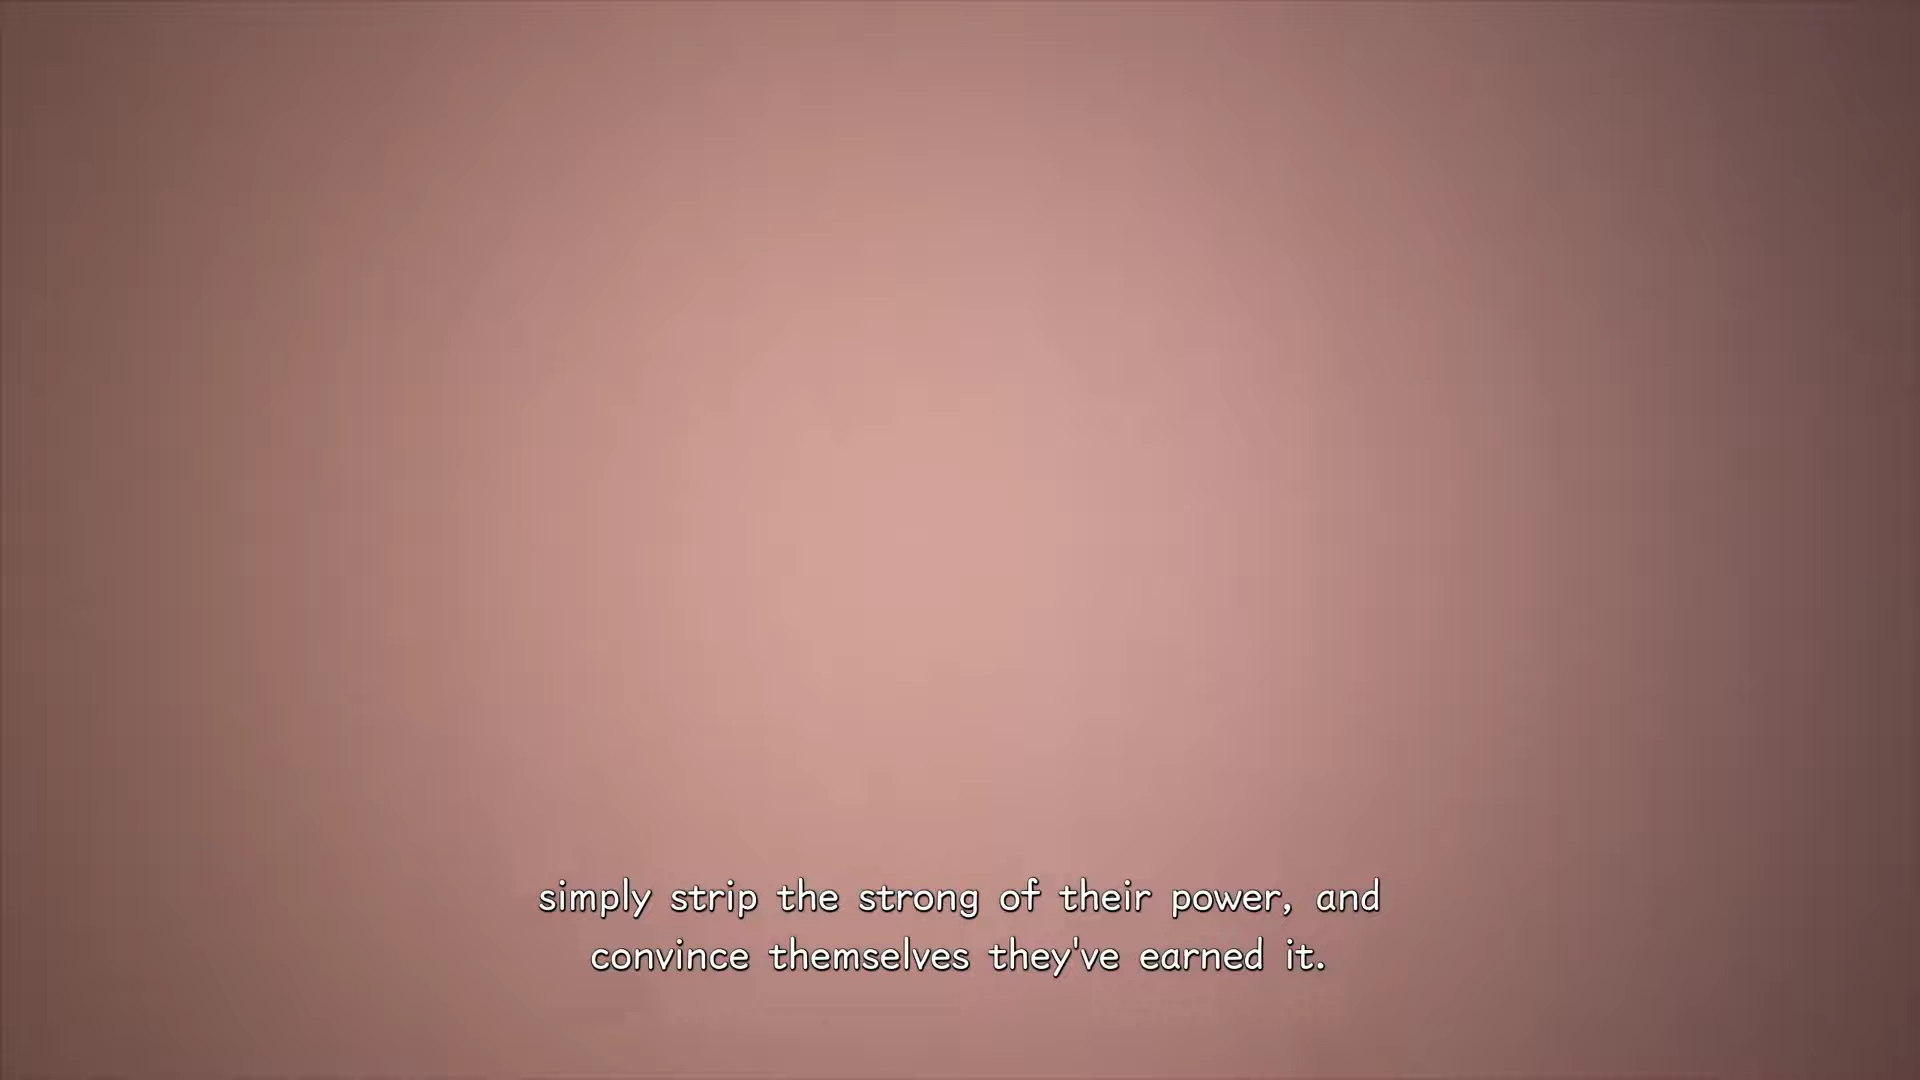 simply strip the strong of their power, and
convince themselves they've earned it.